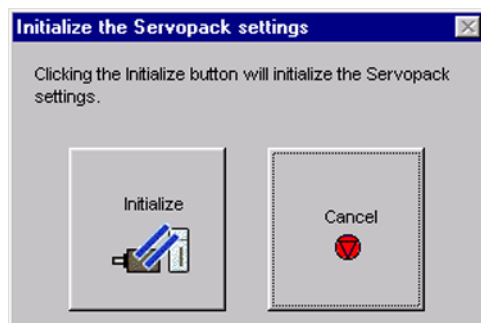 Initialize the Servopack settings
Clicking the Initialize button will initialize the Servopack
settings.
Initialize
Cancel